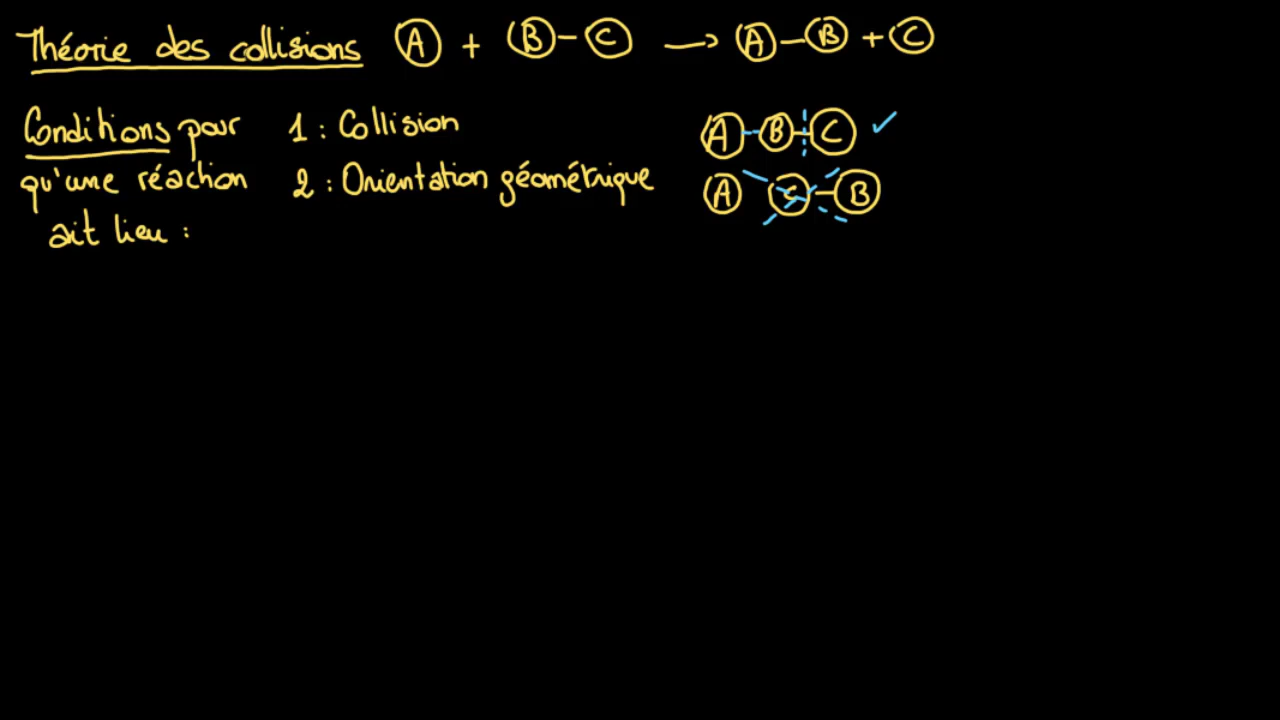 Théorie des collisions A + B-C → A-B + C
Conditions pour 1 : Collision A--B-C ✓
qu'une réaction 2 : Orientation géométrique A C-B
ait lieu :